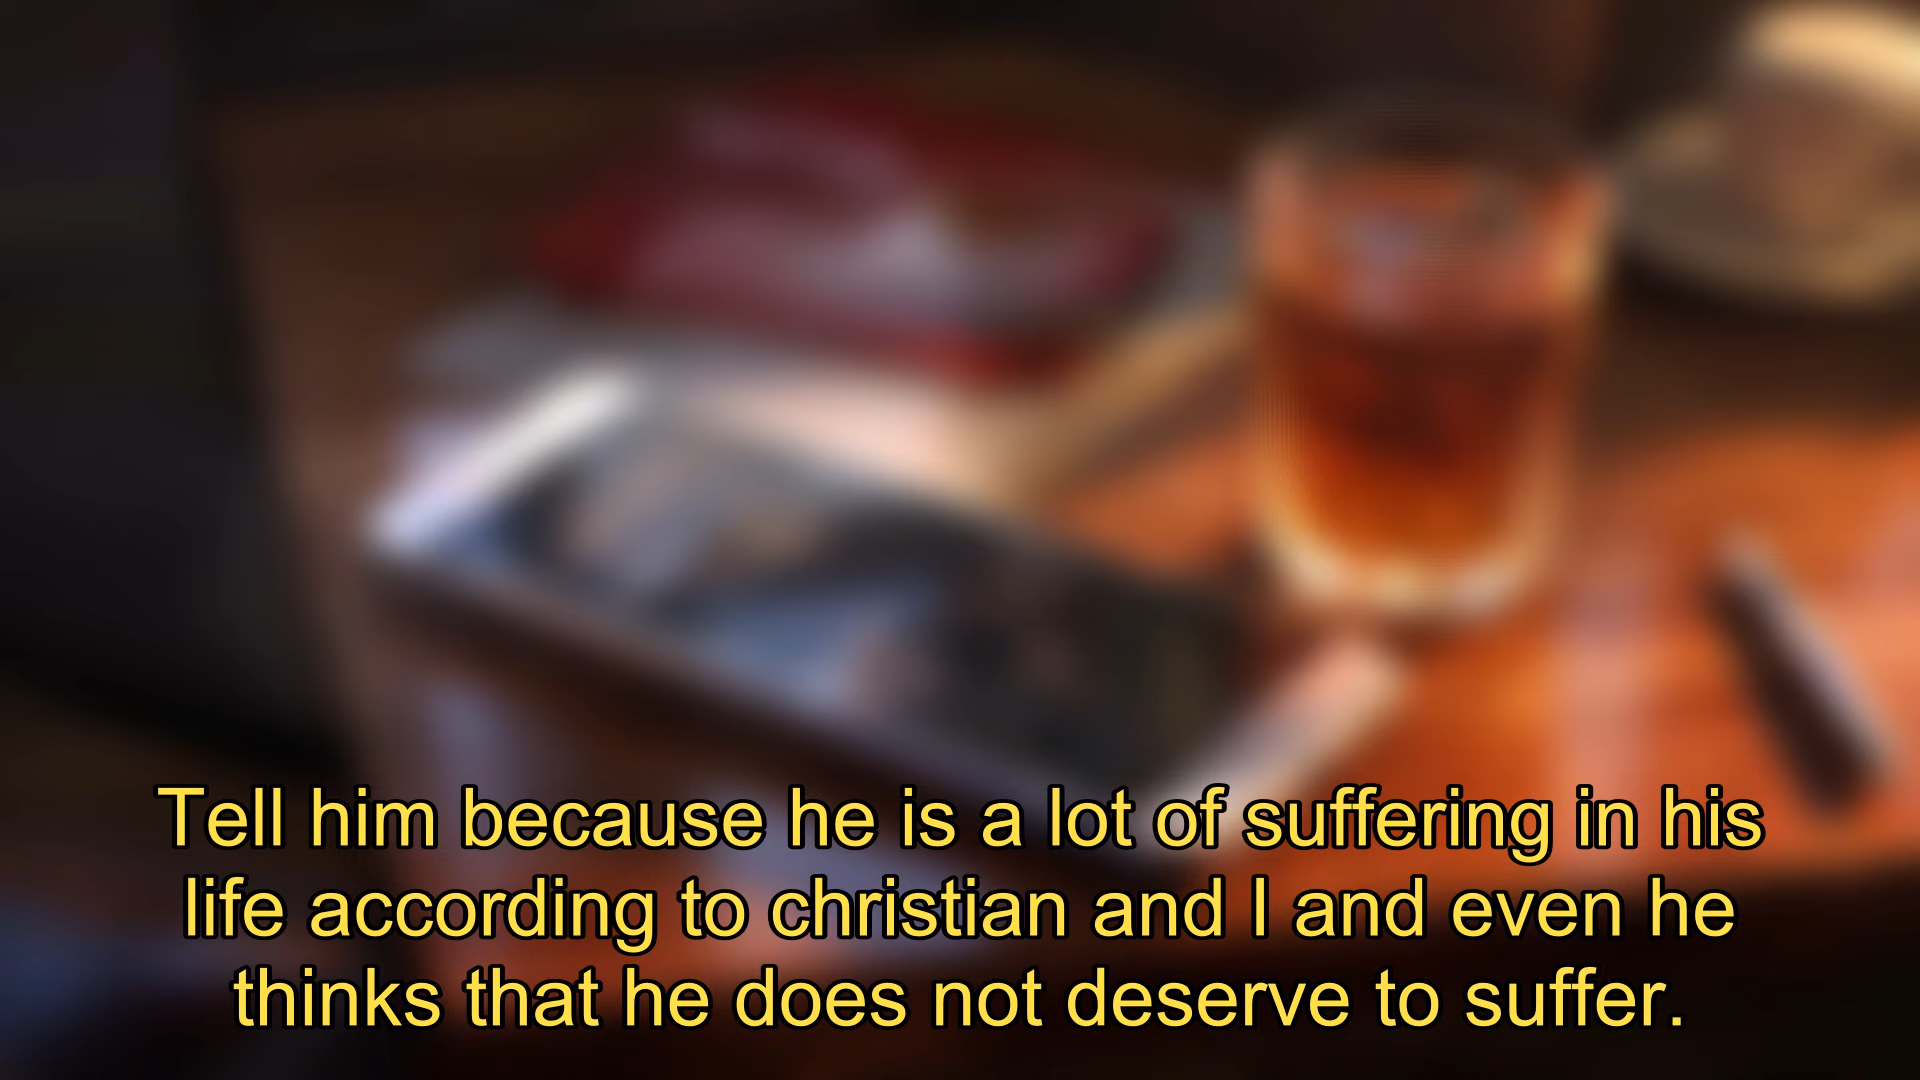 Tell him because he is a lot of suffering in his
life according to christian and I and even he
thinks that he does not deserve to suffer.